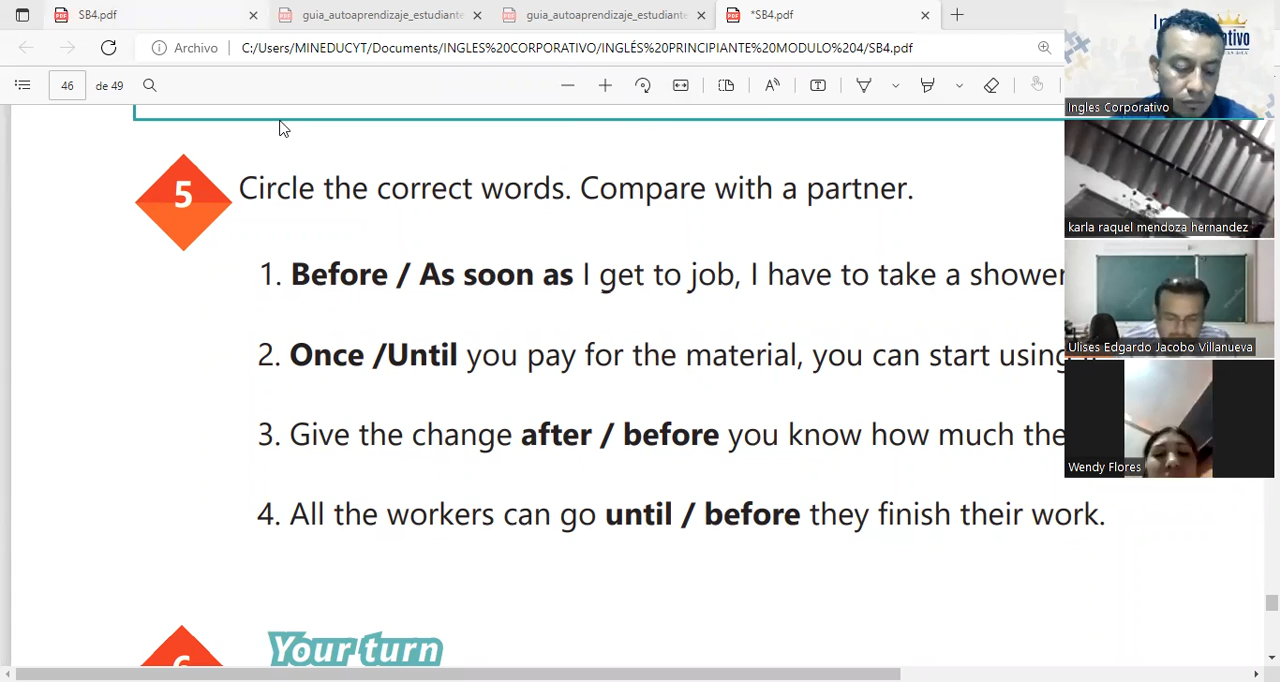 SB4.pdf
guia_autoaprendizaje_estudiante
guia_autoaprendizaje_estudiante
*SB4.pdf
Archivo
C:/Users/MINEDUCYT/Documents/INGLES%20CORPORATIVO/INGLÉS%20PRINCIPIANTE%20MODULO%204/SB4.pdf
46 de 49
Ingles Corporativo
karla raquel mendoza hernandez
Ulises Edgardo Jacobo Villanueva
Wendy Flores
5 Circle the correct words. Compare with a partner.
1. Before / As soon as I get to job, I have to take a shower
2. Once /Until you pay for the material, you can start using
3. Give the change after / before you know how much the
4. All the workers can go until / before they finish their work.
6 Your turn